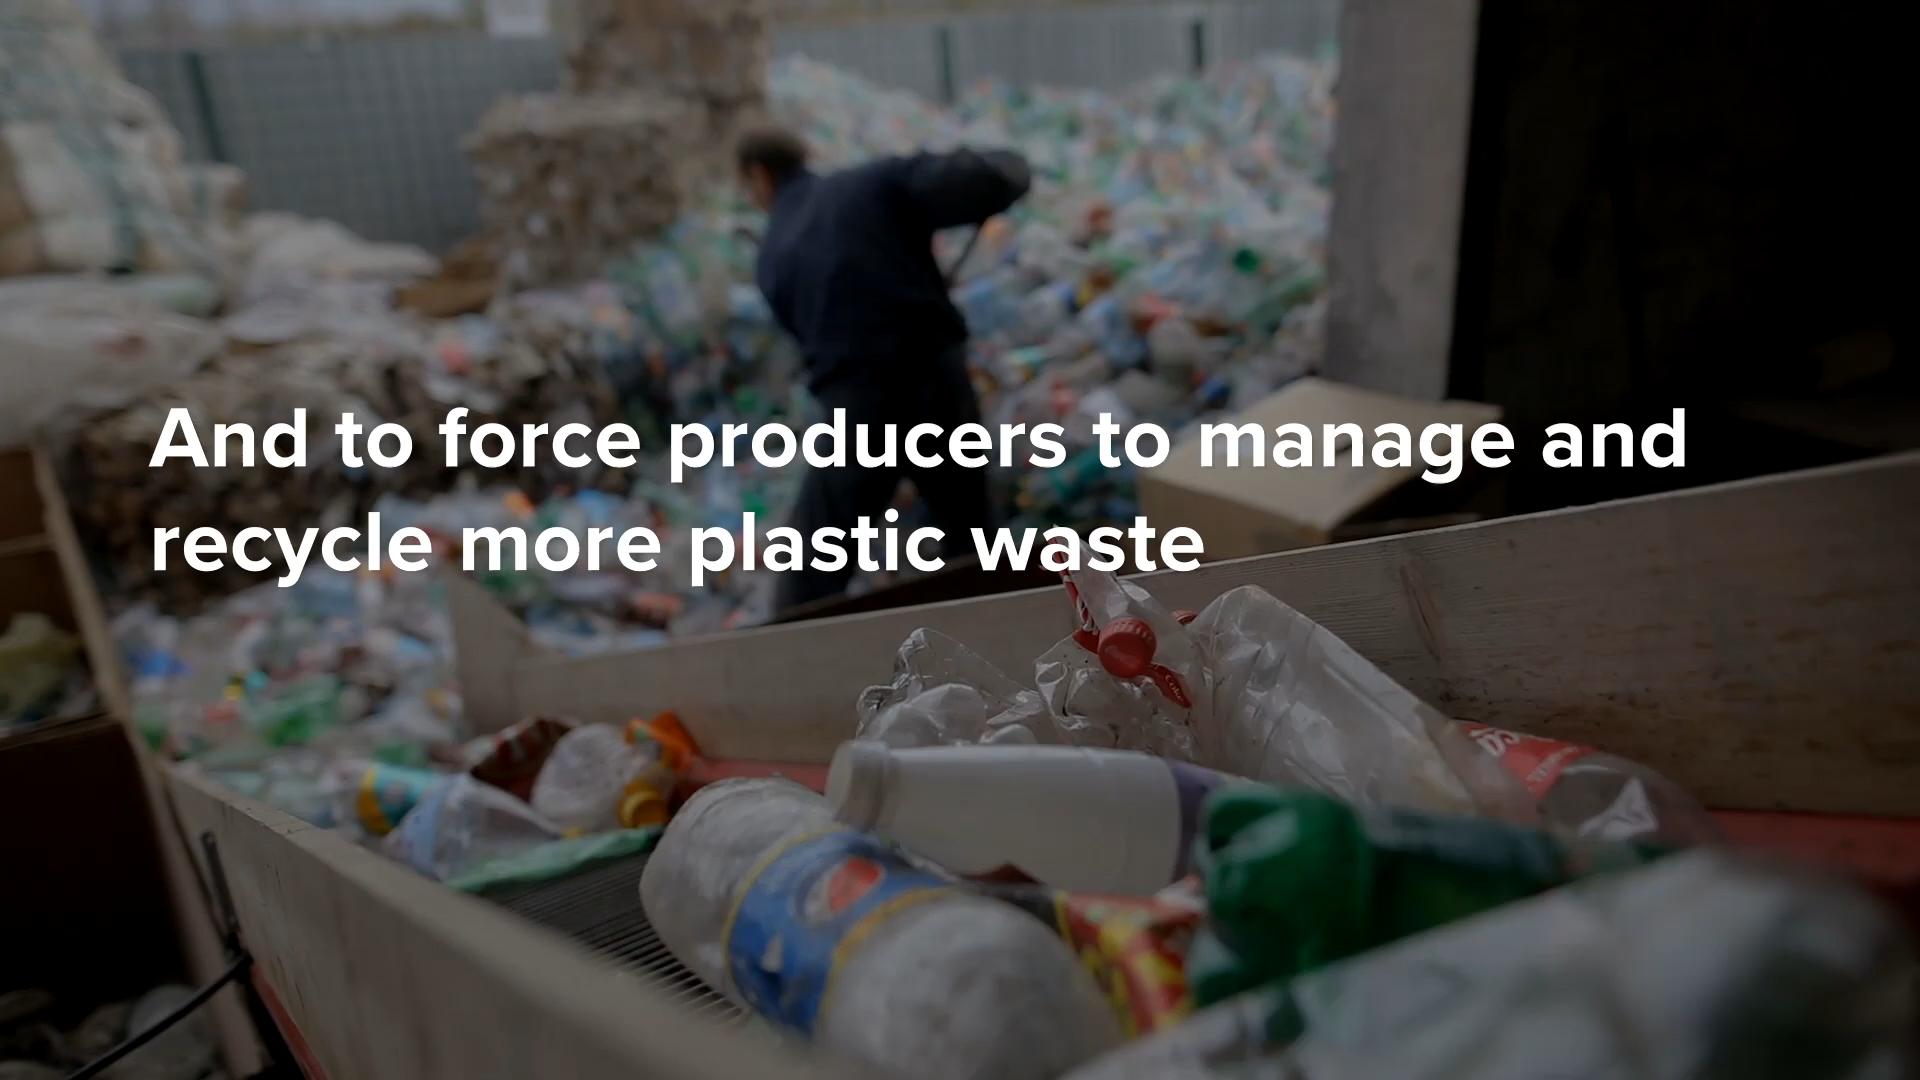 And to force producers to manage and
recycle more plastic waste